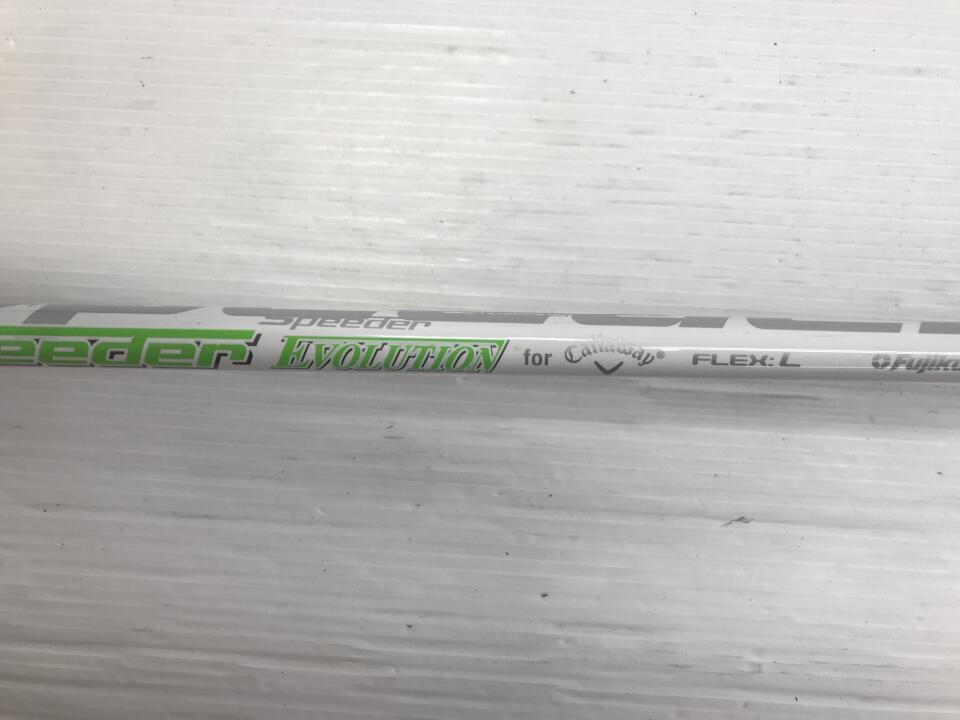 Speeder
eeder EVOLUTION for Callaway® FLEX: L Fujiku